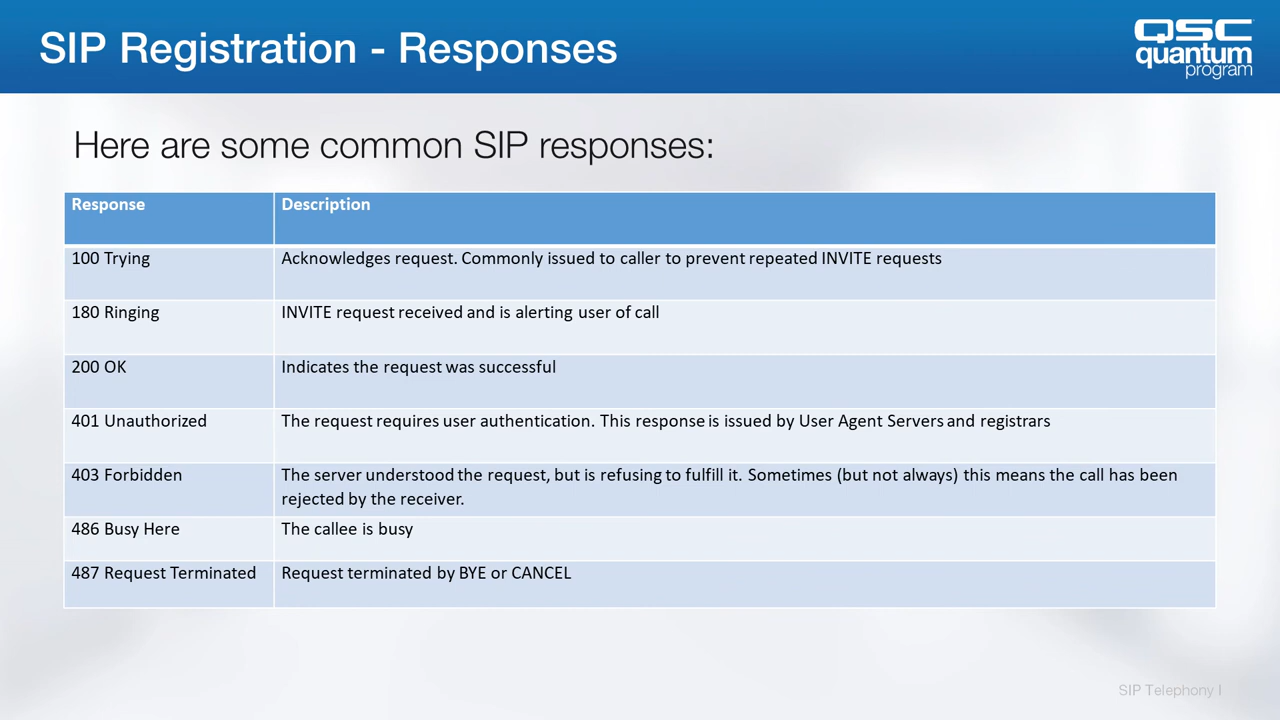 SIP Registration - Responses
QSC
quantum
program
Here are some common SIP responses:
Response Description
100 Trying Acknowledges request. Commonly issued to caller to prevent repeated INVITE requests
180 Ringing INVITE request received and is alerting user of call
200 OK Indicates the request was successful
401 Unauthorized The request requires user authentication. This response is issued by User Agent Servers and registrars
403 Forbidden The server understood the request, but is refusing to fulfill it. Sometimes (but not always) this means the call has been
rejected by the receiver.
486 Busy Here The callee is busy
487 Request Terminated Request terminated by BYE or CANCEL
SIP Telephony I